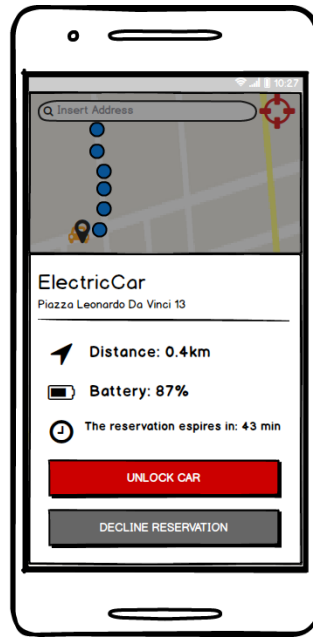 10:27
Insert Address
ElectricCar
Piazza Leonardo Da Vinci 13
Distance: 0.4km
Battery: 87%
The reservation espires in: 43 min
UNLOCK CAR
DECLINE RESERVATION